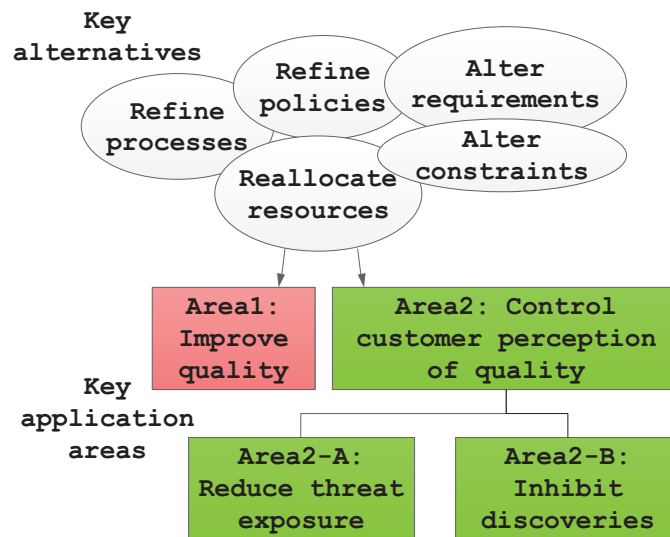 Key
alternatives
Refine
processes
Refine
policies
Alter
requirements
Alter
constraints
Reallocate
resources
Area1:
Improve
quality
Area2: Control
customer perception
of quality
Key
application
areas
Area2-A:
Reduce threat
exposure
Area2-B:
Inhibit
discoveries